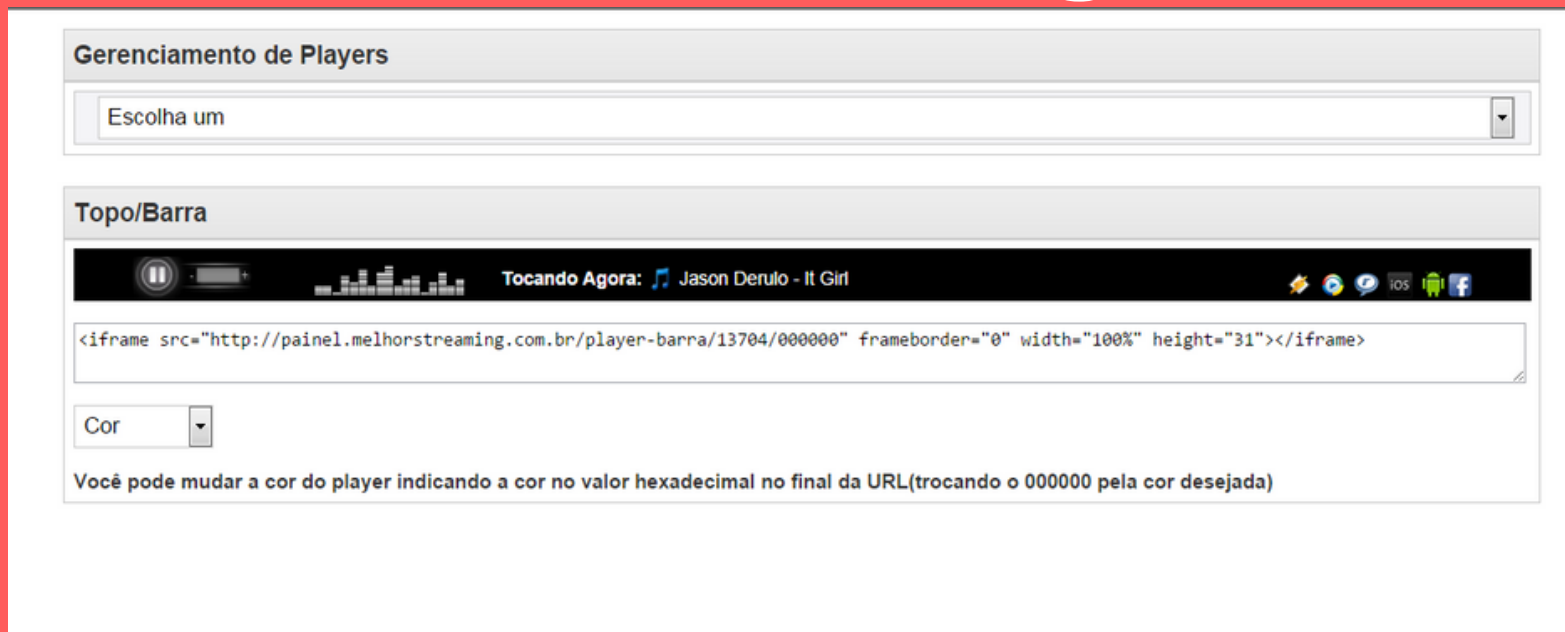 Gerenciamento de Players
Escolha um
Topo/Barra
- + Tocando Agora: Jason Derulo - It Girl ios f
<iframe src="http://painel.melhorstreaming.com.br/player-barra/13704/000000" frameborder="0" width="100%" height="31"></iframe>
Cor
Você pode mudar a cor do player indicando a cor no valor hexadecimal no final da URL(trocando o 000000 pela cor desejada)